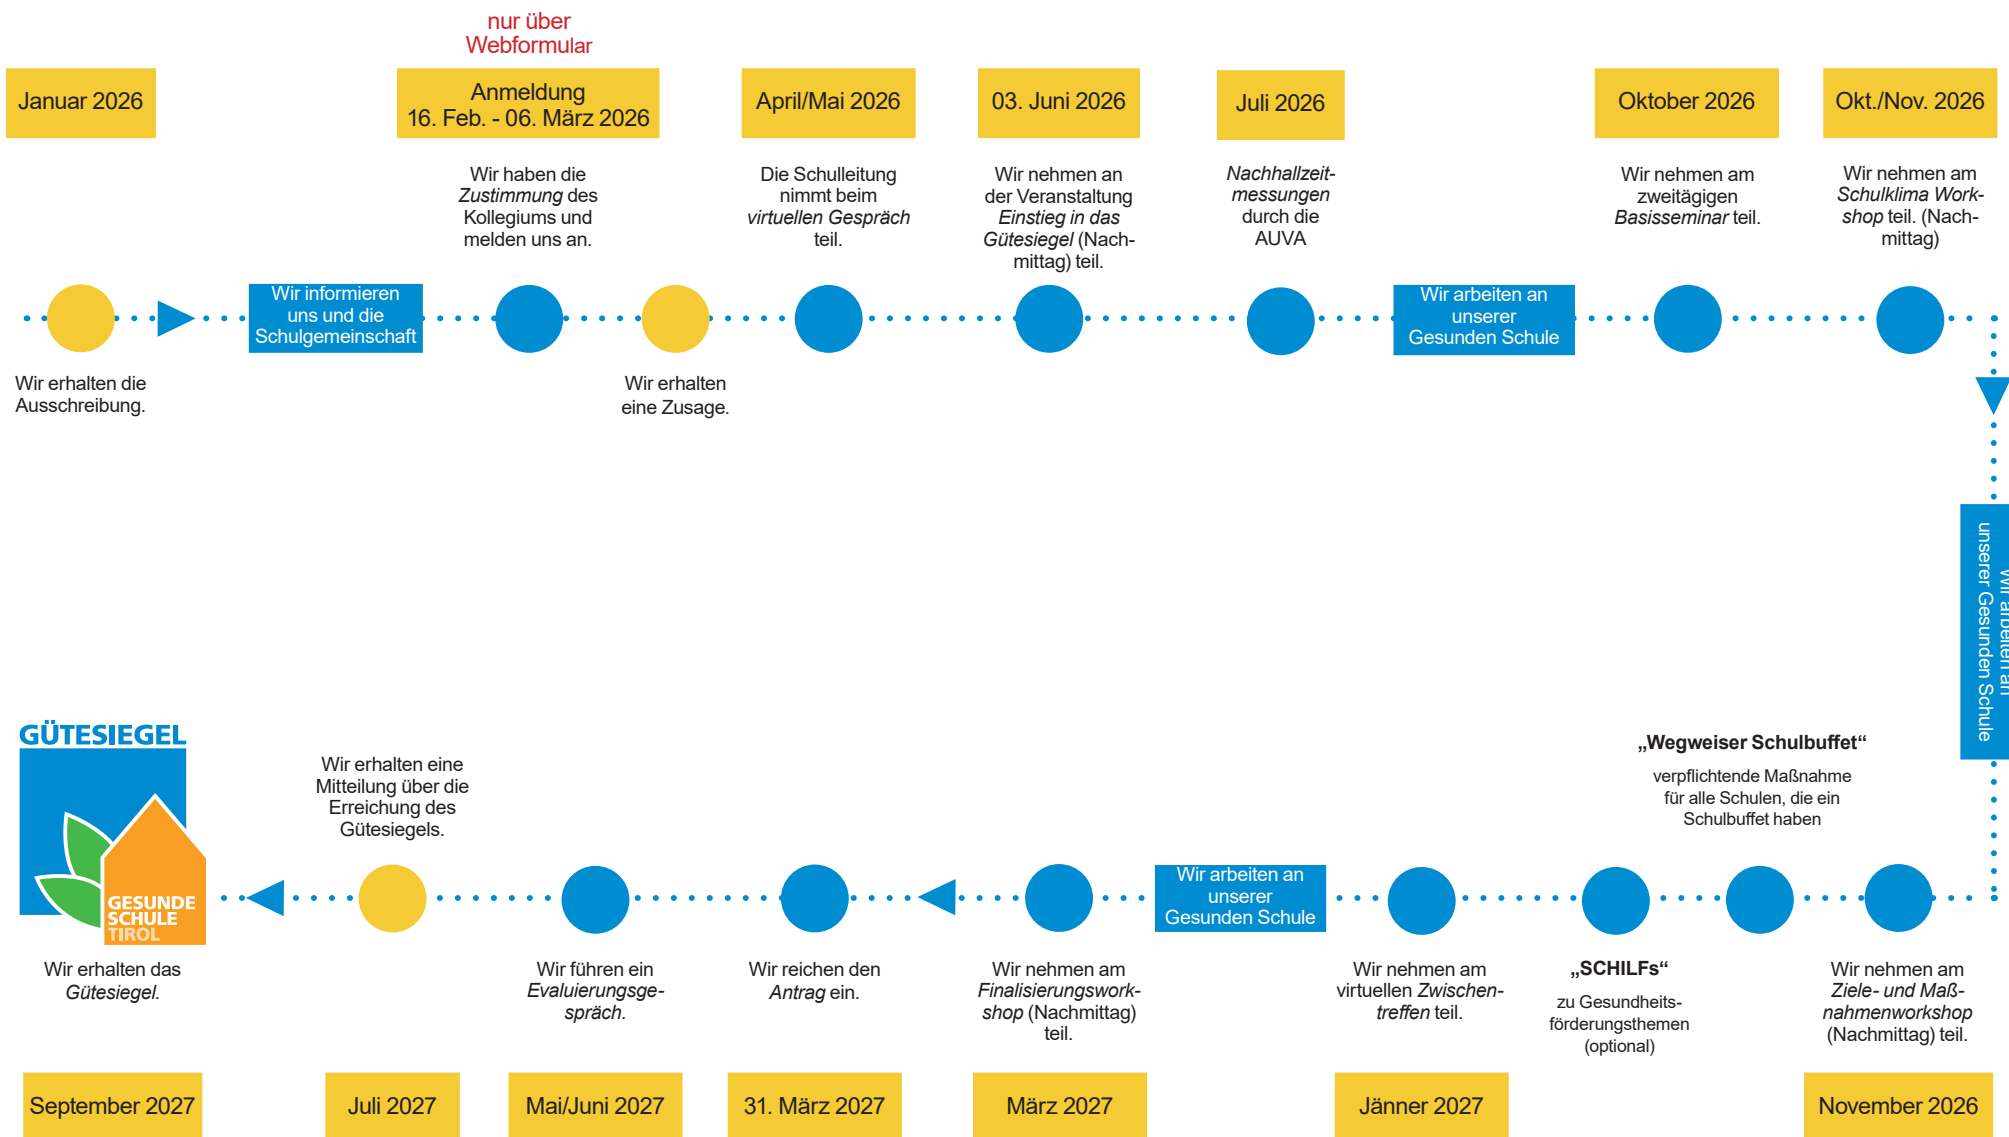 nur über
Webformular
Januar 2026
Anmeldung
16. Feb. - 06. März 2026
April/Mai 2026
03. Juni 2026
Juli 2026
Oktober 2026
Okt./Nov. 2026
Wir haben die
Zustimmung des
Kollegiums und
melden uns an.
Die Schulleitung
nimmt beim
virtuellen Gespräch
teil.
Wir nehmen an
der Veranstaltung
Einstieg in das
Gütesiegel (Nach-
mittag) teil.
Nachhallzeit-
messungen
durch die
AUVA
Wir nehmen am
zweitägigen
Basisseminar teil.
Wir nehmen am
Schulklima Work-
shop teil. (Nach-
mittag)
Wir informieren
uns und die
Schulgemeinschaft
Wir arbeiten an
unserer
Gesunden Schule
Wir erhalten die
Ausschreibung.
Wir erhalten
eine Zusage.
Wir arbeiten an
unserer Gesunden Schule
„Wegweiser Schulbuffet“
verpflichtende Maßnahme
für alle Schulen, die ein
Schulbuffet haben
Wir erhalten eine
Mitteilung über die
Erreichung des
Gütesiegels.
GÜTESIEGEL
GESUNDE
SCHULE
TIROL
Wir arbeiten an
unserer
Gesunden Schule
Wir erhalten das
Gütesiegel.
Wir führen ein
Evaluierungsge-
spräch.
Wir reichen den
Antrag ein.
Wir nehmen am
Finalisierungswork-
shop (Nachmittag)
teil.
Wir nehmen am
virtuellen Zwischen-
treffen teil.
„SCHILFs“
zu Gesundheits-
förderungsthemen
(optional)
Wir nehmen am
Ziele- und Maß-
nahmenworkshop
(Nachmittag) teil.
September 2027
Juli 2027
Mai/Juni 2027
31. März 2027
März 2027
Jänner 2027
November 2026